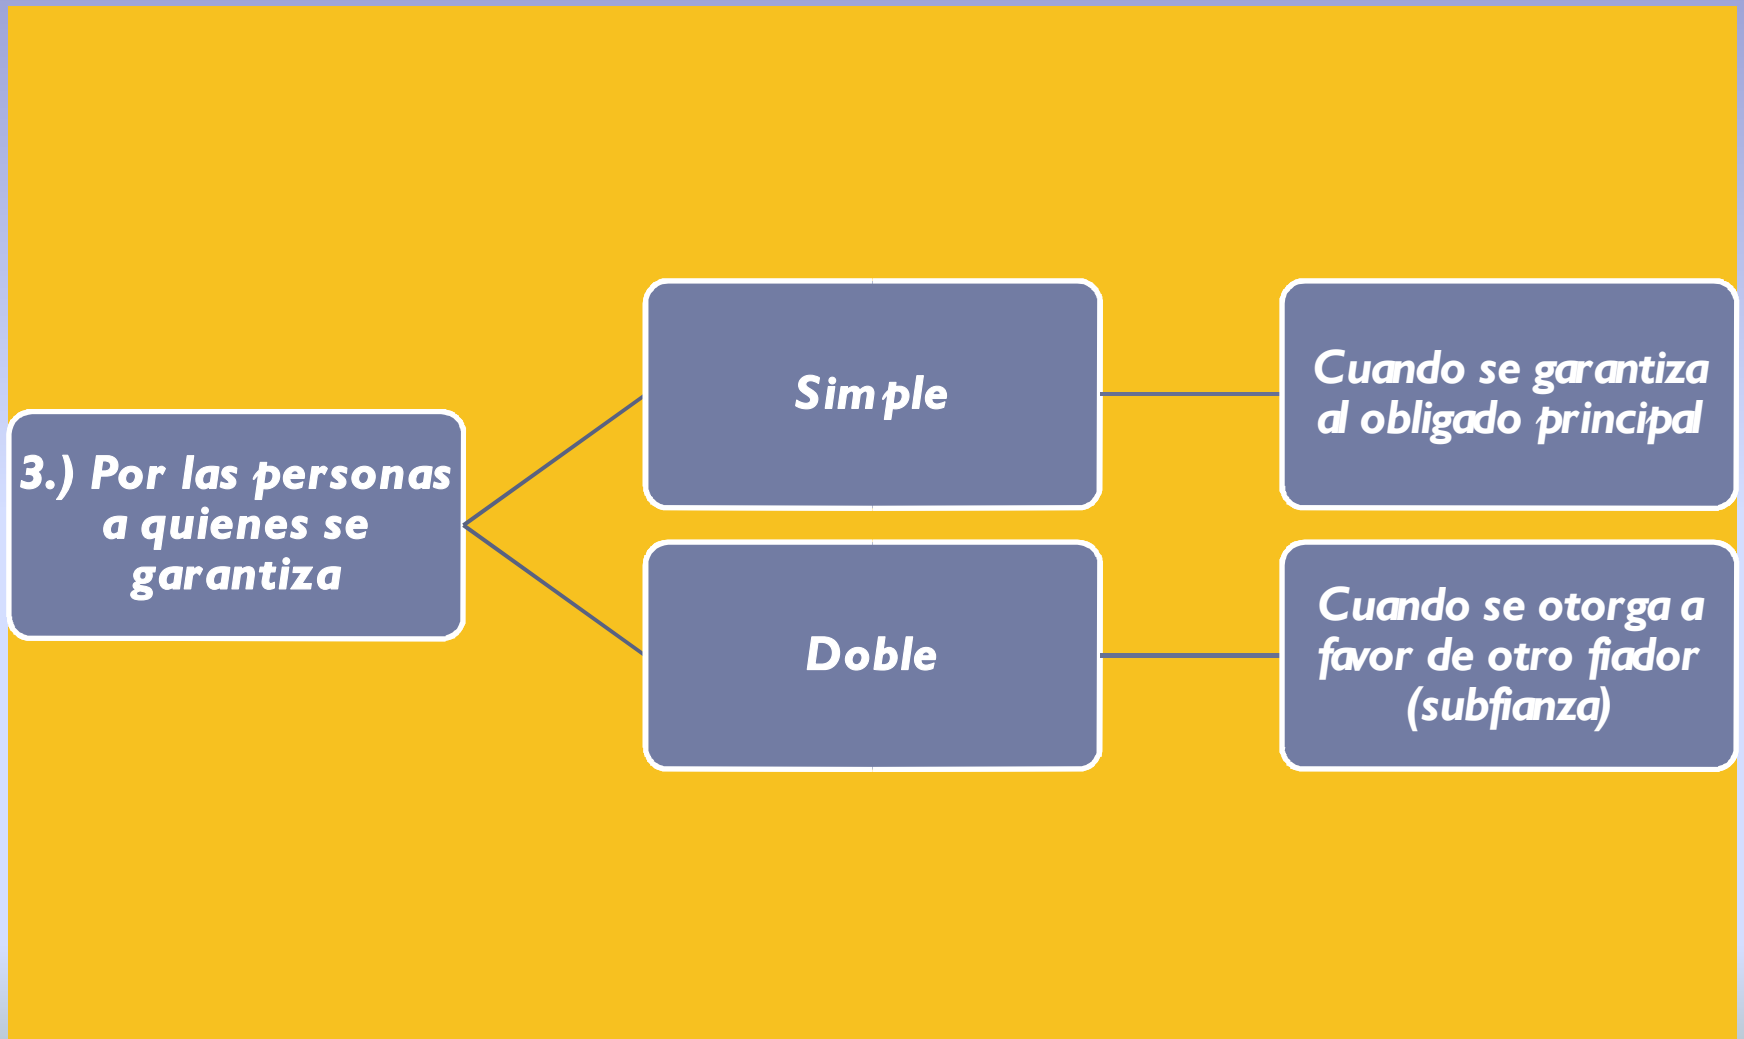 3.) Por las personas
a quienes se
garantiza
Simple
Cuando se garantiza
al obligado principal
Doble
Cuando se otorga a
favor de otro fiador
(subfianza)